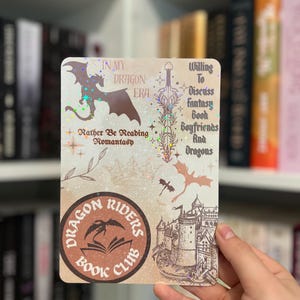 IN MY
DRAGON
ERA
Willing
To
Discuss
Fantasy
Book
Boyfriends
And
Dragons
Rather Be Reading
Romantasy
DRAGON RIDERS
BOOK CLUB